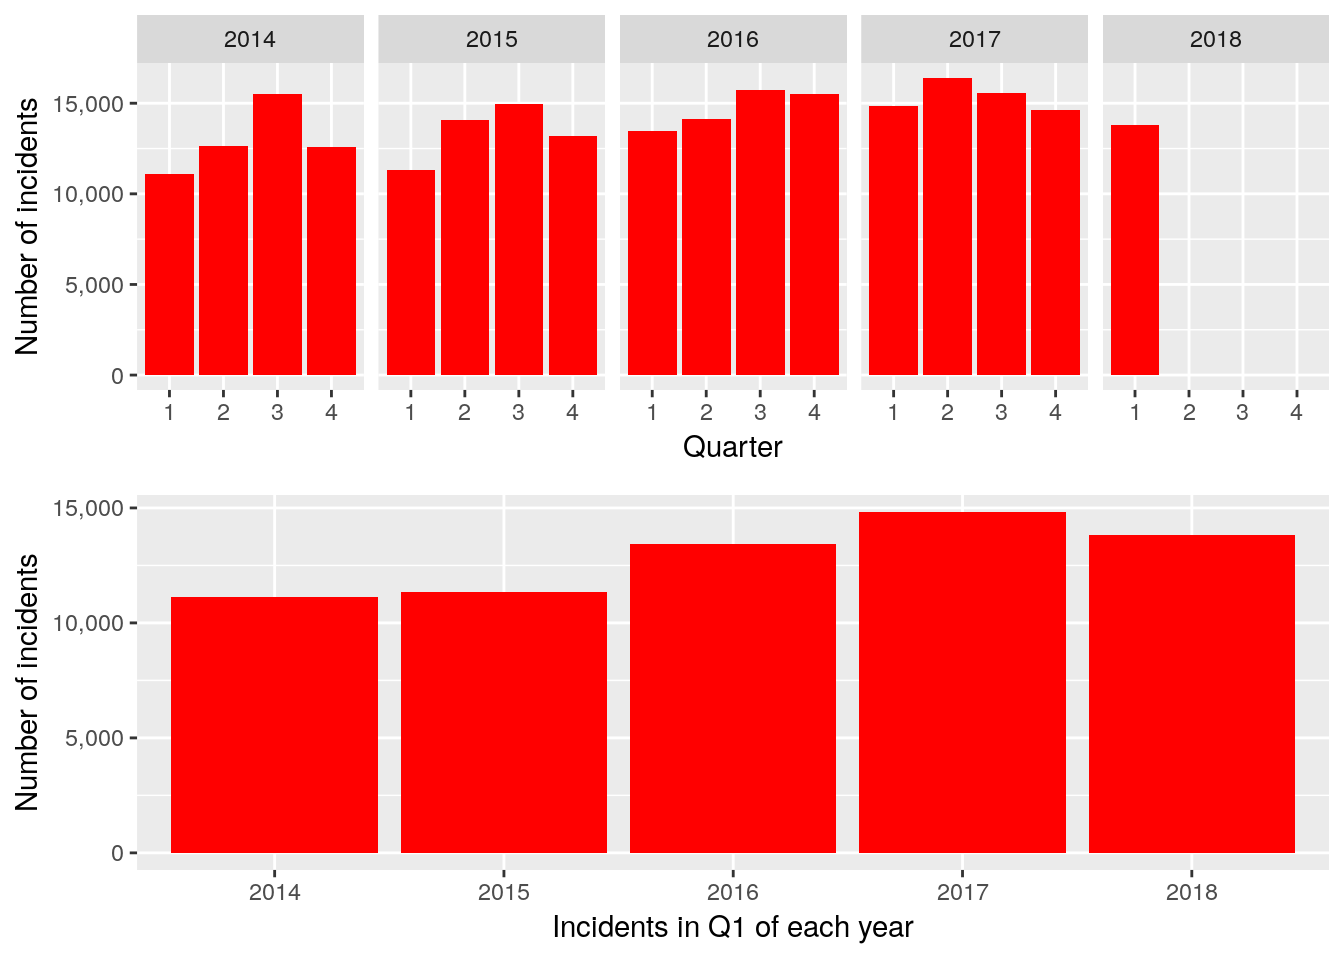 2014 2015 2016 2017 2018
Number of incidents
15,000
10,000
5,000
0
1 2 3 4 1 2 3 4 1 2 3 4 1 2 3 4 1 2 3 4
Quarter
Number of incidents
15,000
10,000
5,000
0
2014 2015 2016 2017 2018
Incidents in Q1 of each year